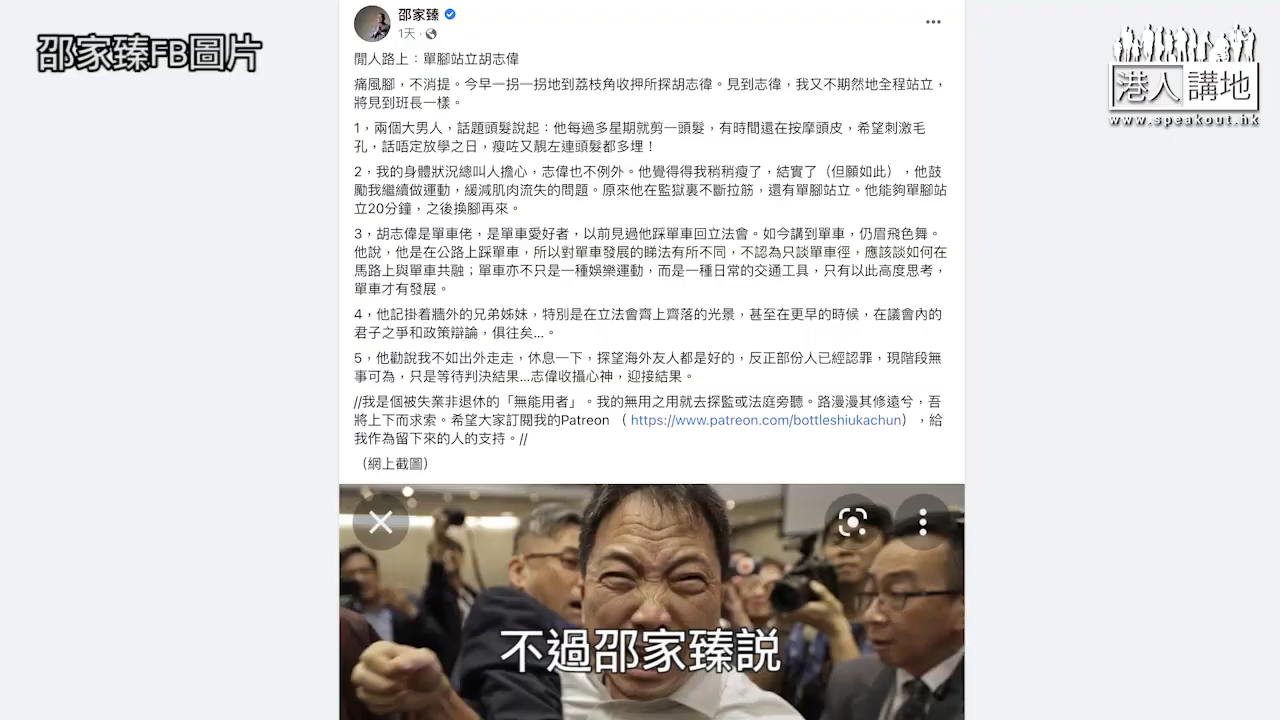 邵家臻FB圖片
邵家臻
1天
閒人路上：單腳站立胡志偉
痛風腳，不消提。今早一拐一拐地到荔枝角收押所探胡志偉。見到志偉，我又不期然地全程站立，
將見到班長一樣。
1，兩個大男人，話題頭髮說起：他每過多星期就剪一頭髮，有時間還在按摩頭皮，希望刺激毛
孔，話唔定放學之日，瘦咗又靚左連頭髮都多埋！
2，我的身體狀況總叫人擔心，志偉也不例外。他覺得得我稍稍瘦了，結實了（但願如此），他鼓
勵我繼續做運動，緩減肌肉流失的問題。原來他在監獄裏不斷拉筋，還有單腳站立。他能夠單腳站
立20分鐘，之後換腳再來。
3，胡志偉是單車佬，是單車愛好者，以前見過他踩單車回立法會。如今講到單車，仍眉飛色舞。
他說，他是在公路上踩單車，所以對單車發展的睇法有所不同，不認為只談單車徑，應該談如何在
馬路上與單車共融；單車亦不只是一種娛樂運動，而是一種日常的交通工具，只有以此高度思考，
單車才有發展。
4，他記掛着牆外的兄弟姊妹，特別是在立法會齊上齊落的光景，甚至在更早的時候，在議會內的
君子之爭和政策辯論，俱往矣...。
5，他勸說我不如出外走走，休息一下，探望海外友人都是好的，反正部份人已經認罪，現階段無
事可為，只是等待判決結果...志偉收攝心神，迎接結果。
//我是個被失業非退休的「無能用者」。我的無用之用就去探監或法庭旁聽。路漫漫其修遠兮，吾
將上下而求索。希望大家訂閱我的Patreon （ https://www.patreon.com/bottleshiukachun），給
我作為留下來的人的支持。//
（網上截圖）
不過邵家臻説
港人講地
www.speakout.hk